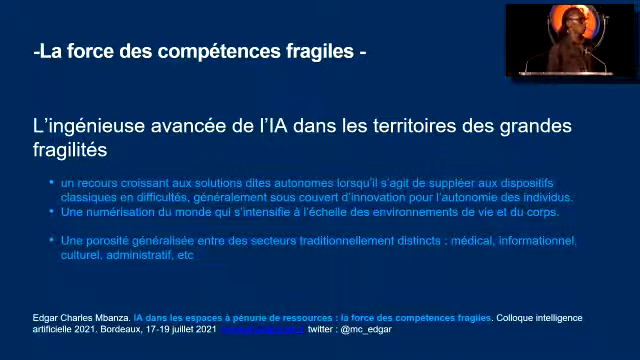 -La force des compétences fragiles -
L'ingénieuse avancée de l'IA dans les territoires des grandes
fragilités
• un recours croissant aux solutions dites autonomes lorsqu'il s'agit de suppléer aux dispositifs
classiques en difficultés, généralement sous couvert d'innovation pour l'autonomie des individus.
• Une numérisation du monde qui s'intensifie à l'échelle des environnements de vie et du corps.
• Une porosité généralisée entre des secteurs traditionnellement distincts : médical, informationnel,
culturel, administratif, etc
Edgar Charles Mbanza. IA dans les espaces à pénurie de ressources : la force des compétences fragiles. Colloque intelligence
artificielle 2021. Bordeaux, 17-19 juillet 2021 twitter : @mc_edgar